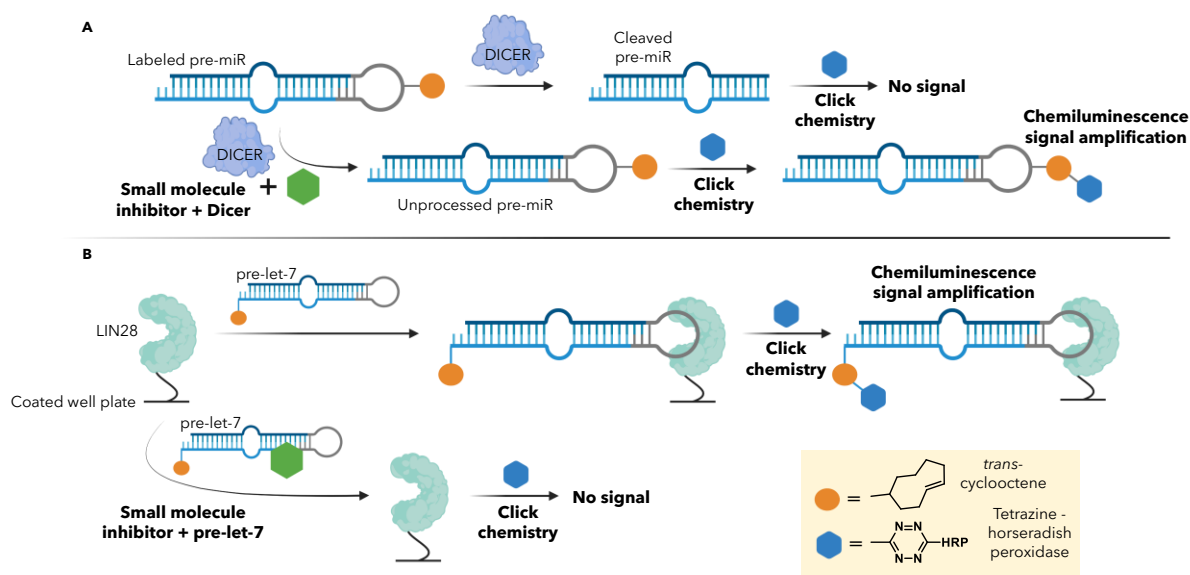 A
Labeled pre-miR
DICER
Cleaved
pre-miR
Click
chemistry
No signal
DICER
+
Small molecule
inhibitor + Dicer
Unprocessed pre-miR
Click
chemistry
Chemiluminescence
signal amplification
B
LIN28
pre-let-7
Coated well plate
Click
chemistry
Chemiluminescence
signal amplification
pre-let-7
Small molecule
inhibitor + pre-let-7
Click
chemistry
No signal
=
trans-
cyclooctene
=
N=N
N=N
HRP
Tetrazine -
horseradish
peroxidase